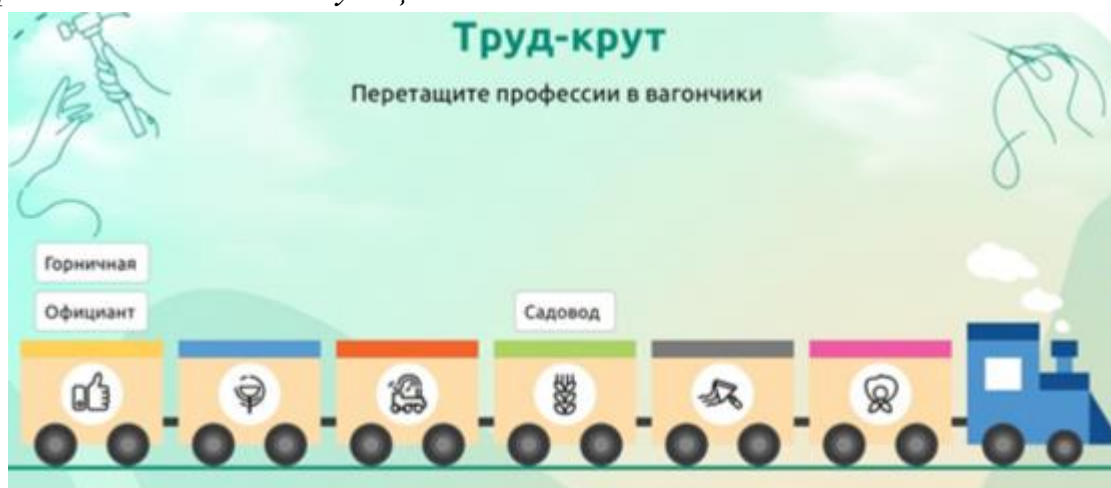 Труд-крут
Перетащите профессии в вагончики
Горничная
Официант
Садовод